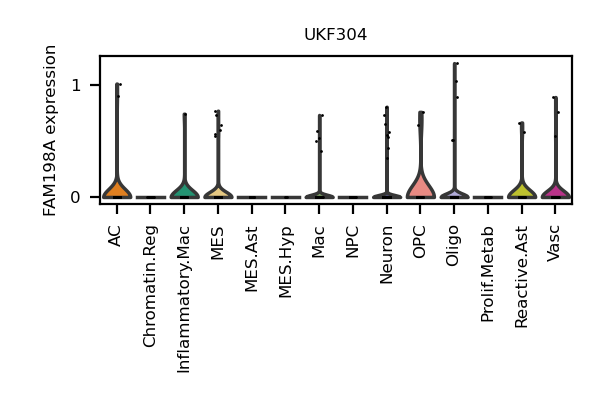 UKF304
FAM198A expression
1
0
AC
Chromatin.Reg
Inflammatory.Mac
MES
MES.Ast
MES.Hyp
Mac
NPC
Neuron
OPC
Oligo
Prolif.Metab
Reactive.Ast
Vasc